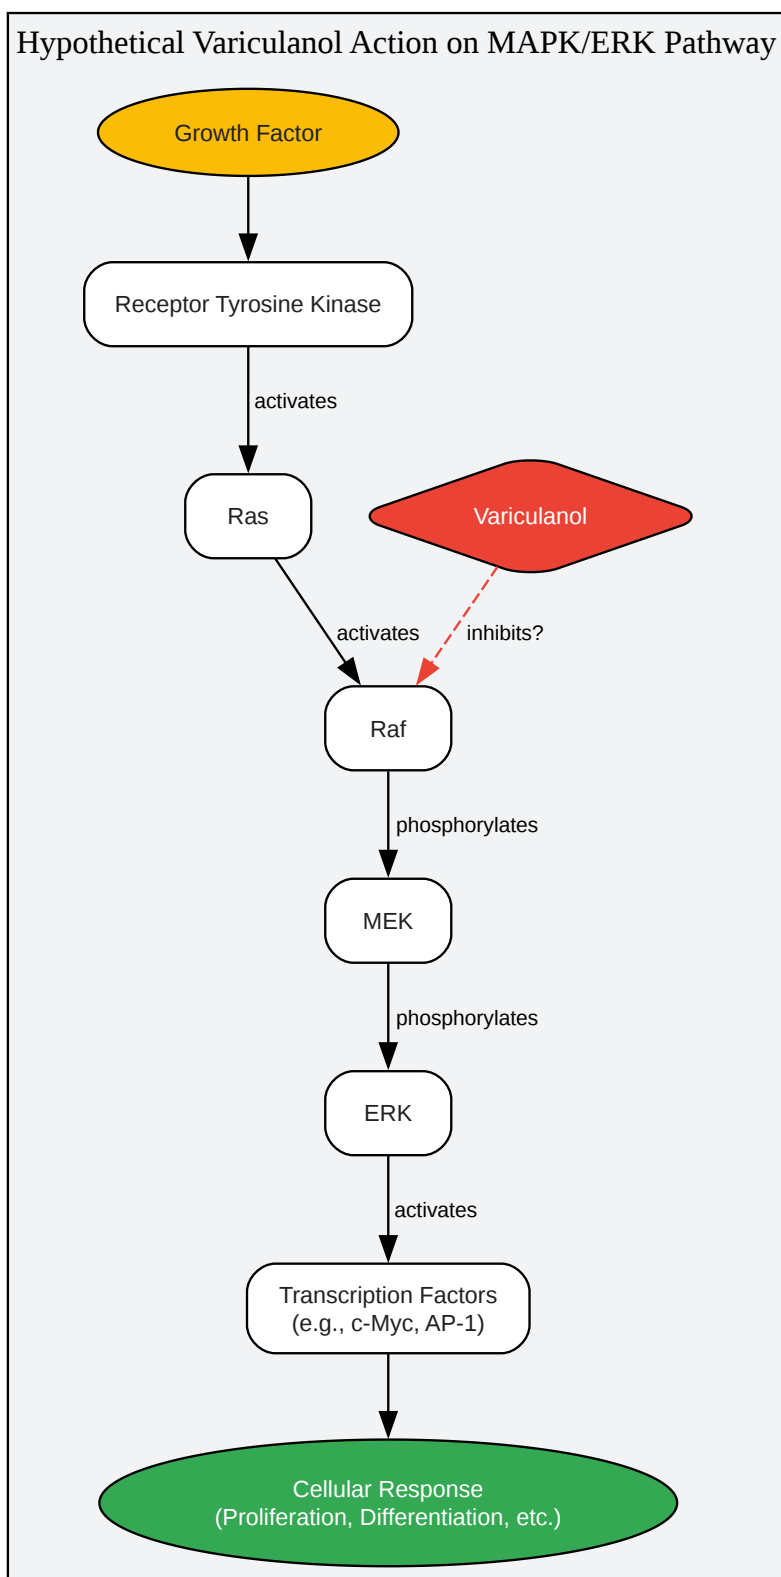 Hypothetical Variculanol Action on MAPK/ERK Pathway
Growth Factor
Receptor Tyrosine Kinase
activates
Ras
Variculanol
activates
inhibits?
Raf
phosphorylates
MEK
phosphorylates
ERK
activates
Transcription Factors
(e.g., c-Myc, AP-1)
Cellular Response
(Proliferation, Differentiation, etc.)